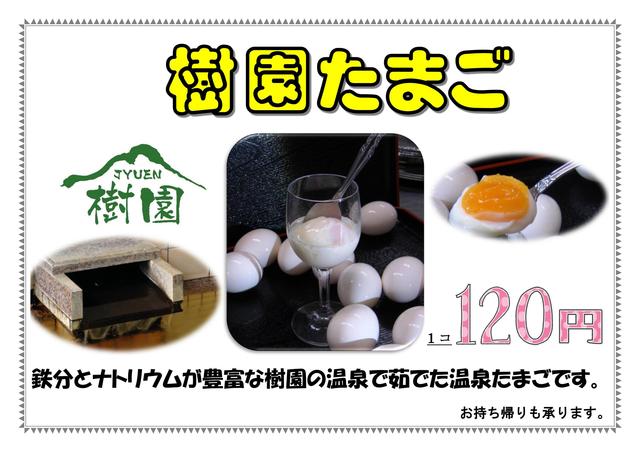 樹園たまご
JYUEN
樹園
1コ 120円
鉄分とナトリウムが豊富な樹園の温泉で茹でた温泉たまごです。
お持ち帰りも承ります。